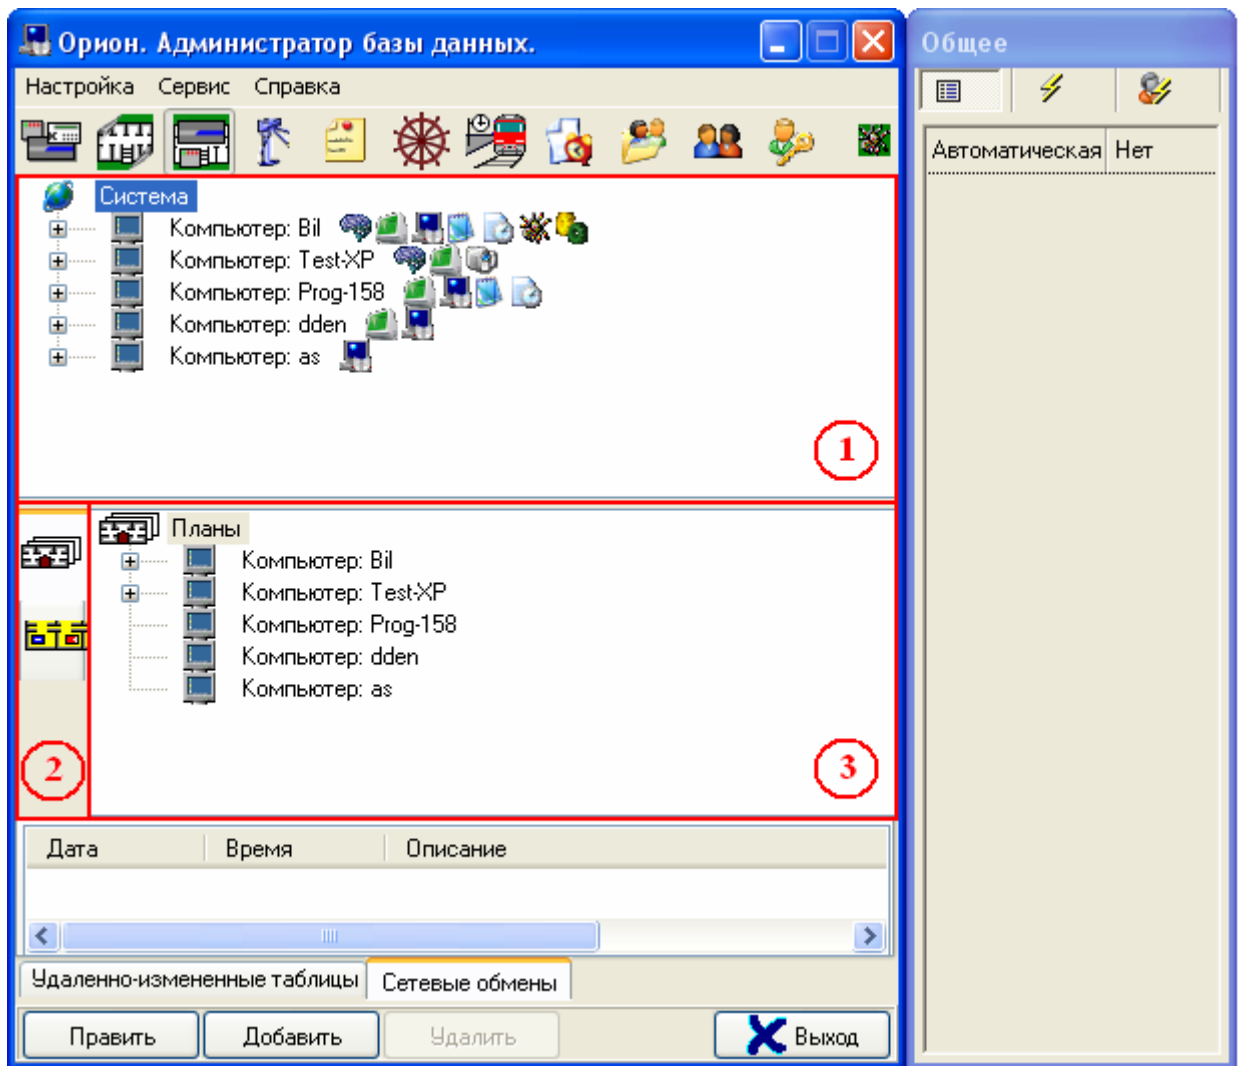 Орион. Администратор базы данных.
Настройка Сервис Справка
Система
Компьютер: Bil
Компьютер: Test-XP
Компьютер: Prog-158
Компьютер: dden
Компьютер: as
1
Планы
Компьютер: Bil
Компьютер: Test-XP
Компьютер: Prog-158
Компьютер: dden
Компьютер: as
2
3
Дата Время Описание
Удаленно-измененные таблицы Сетевые обмены
Править Добавить Удалить Выход
Общее
Автоматическая Нет